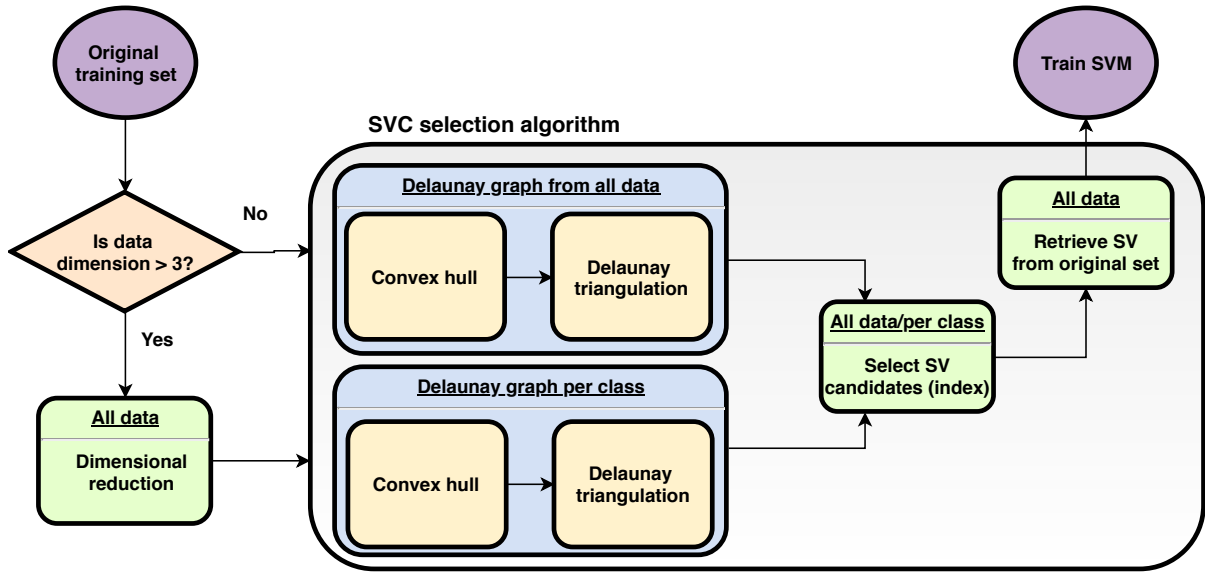 Original
training set
Train SVM
SVC selection algorithm
Is data
dimension > 3?
No
Yes
All data
Dimensional
reduction
Delaunay graph from all data
Convex hull
Delaunay
triangulation
Delaunay graph per class
Convex hull
Delaunay
triangulation
All data/per class
Select SV
candidates (index)
All data
Retrieve SV
from original set